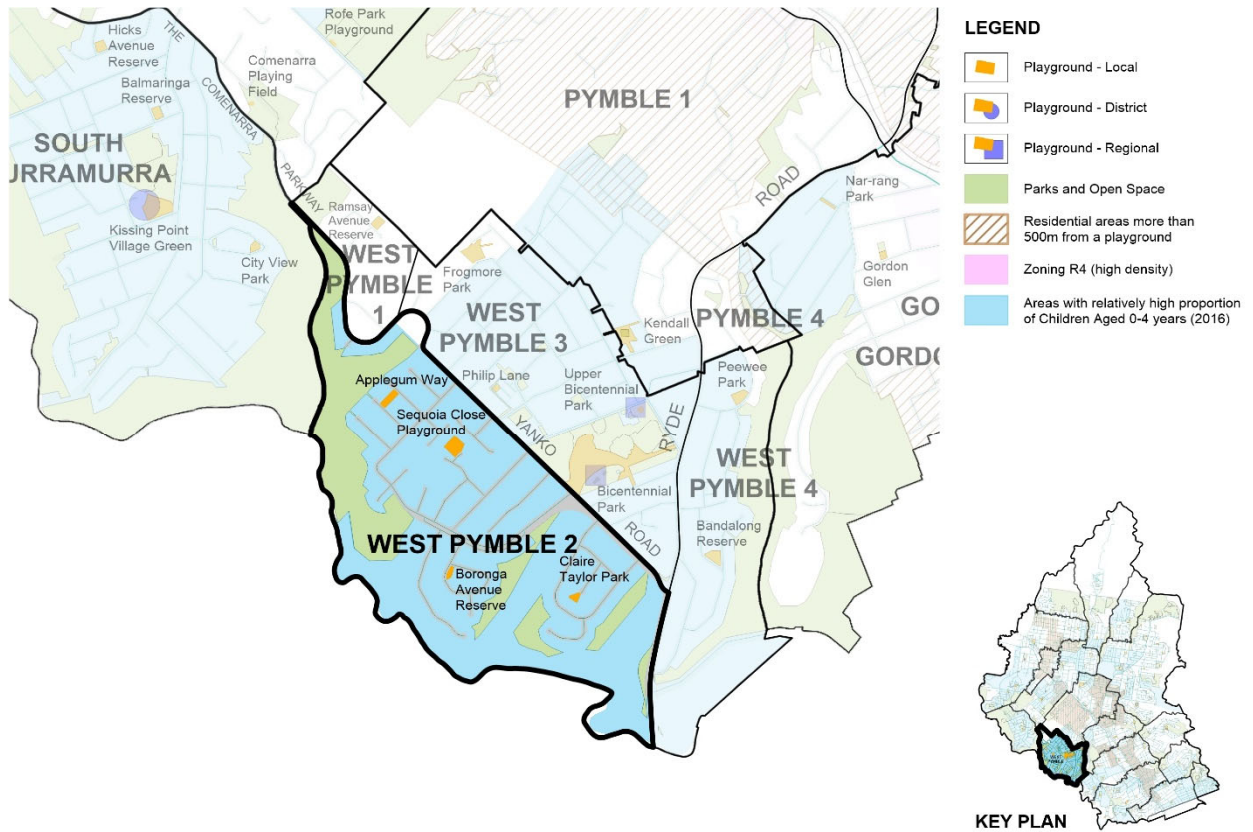 Rofe Park
Playground
Hicks
Avenue
Reserve
THE
COMENARRA
PARKWAY
Comenarra
Playing
Field
Balmaringa
Reserve
SOUTH
URRAMURRA
Kissing Point
Village Green
City View
Park
PYMBLE 1
ROAD
Nar-rang
Park
Gordon
Glen
GO
GORDO
Ramsay
Avenue
Reserve
WEST
PYMBLE
1
Frogmore
Park
WEST
PYMBLE 3
Kendall
Green
PYMBLE 4
Peewee
Park
Philip Lane
Upper
Bicentennial
Park
YANKO
ROAD
RYDE
Applegum Way
Sequoia Close
Playground
WEST
PYMBLE 4
Bicentennial
Park
Bandalong
Reserve
WEST PYMBLE 2
Boronga
Avenue
Reserve
Claire
Taylor Park
LEGEND
Playground - Local
Playground - District
Playground - Regional
Parks and Open Space
Residential areas more than
500m from a playground
Zoning R4 (high density)
Areas with relatively high proportion
of Children Aged 0-4 years (2016)
KEY PLAN